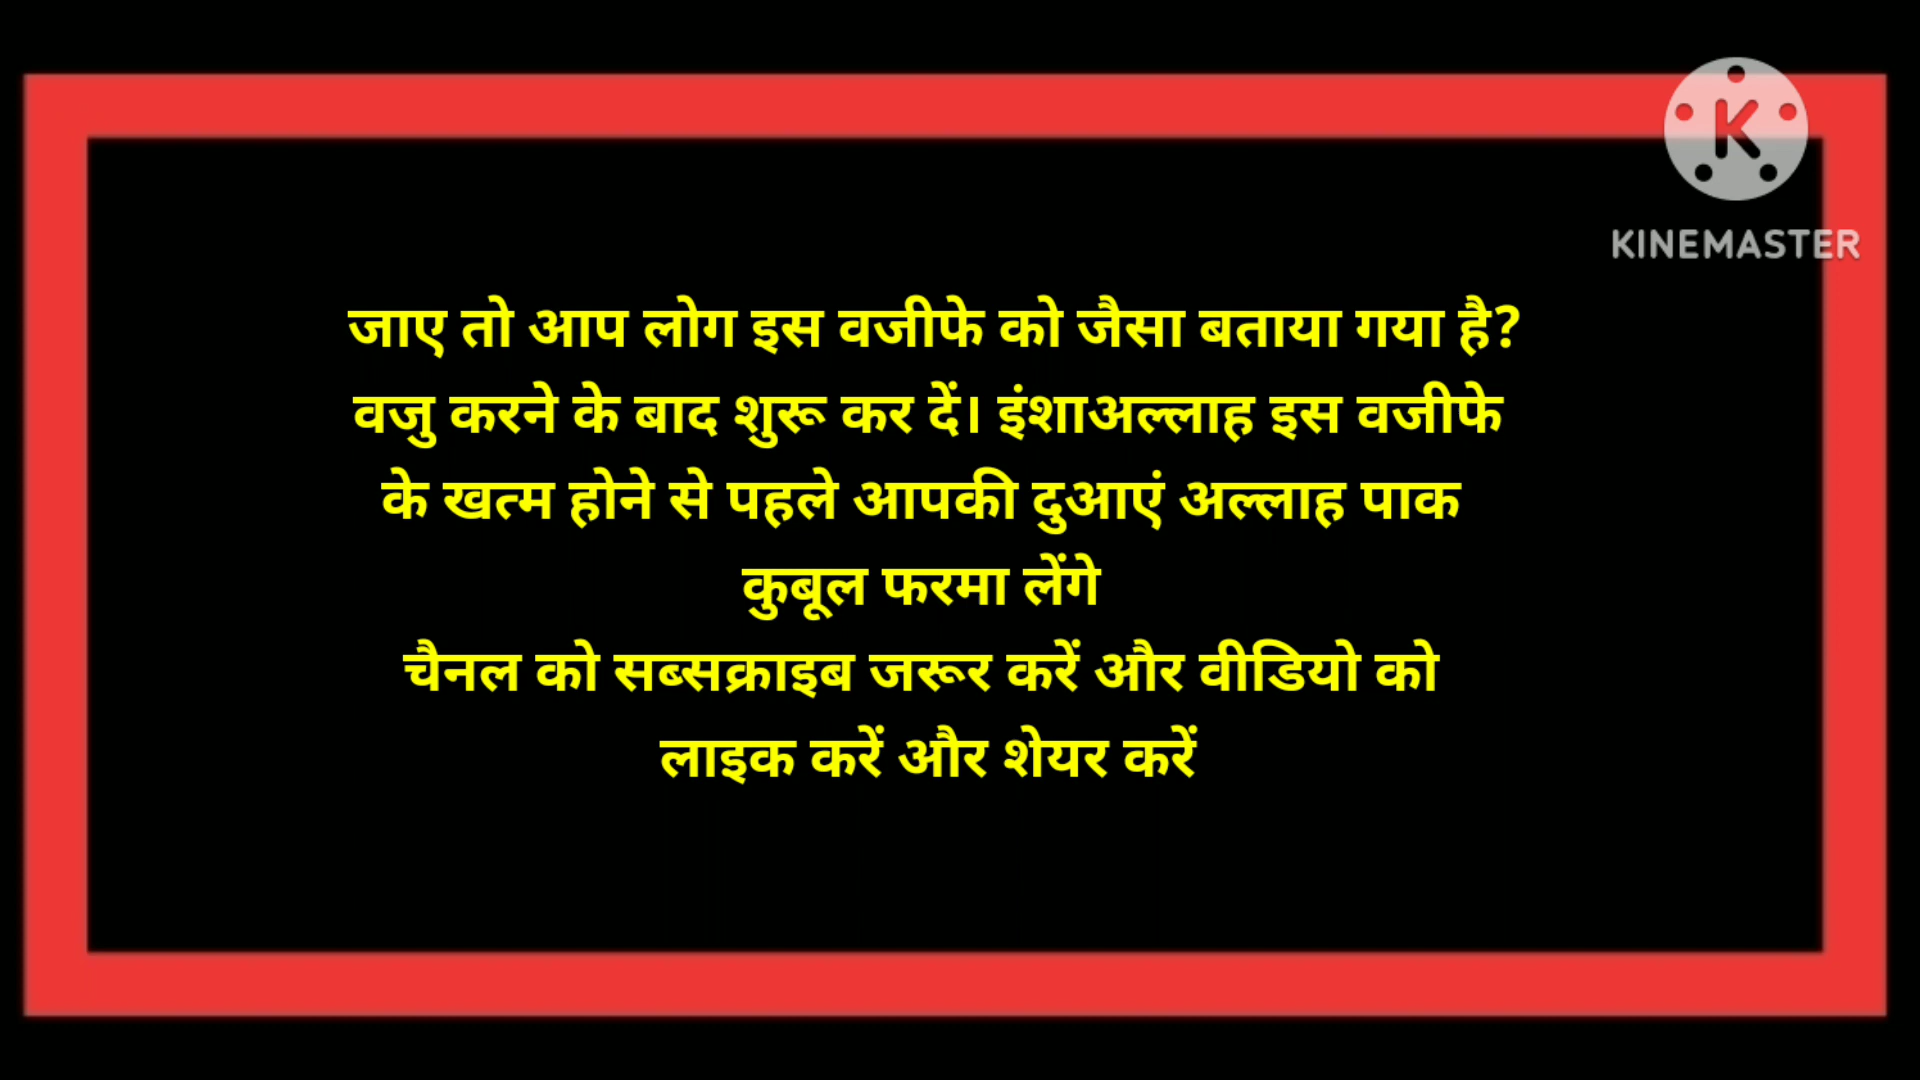 KINEMASTER
जाए तो आप लोग इस वजीफे को जैसा बताया गया है?
वजु करने के बाद शुरू कर दें। इंशाअल्लाह इस वजीफे
के खत्म होने से पहले आपकी दुआएं अल्लाह पाक
कुबूल फरमा लेंगे
चैनल को सब्सक्राइब जरूर करें और वीडियो को
लाइक करें और शेयर करें